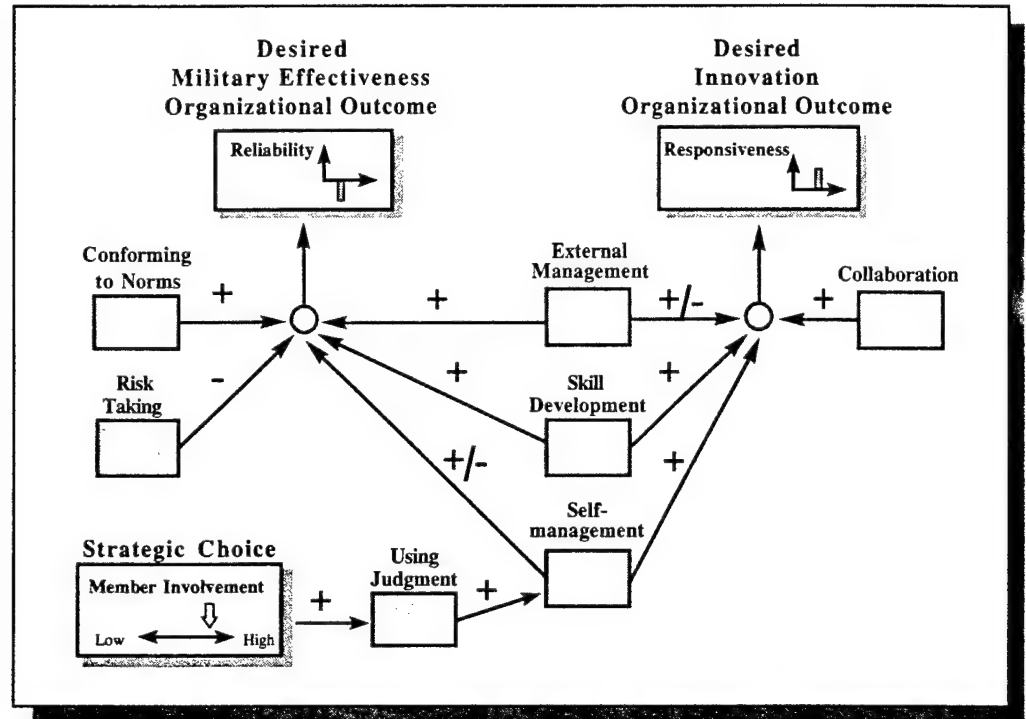 Desired
Military Effectiveness
Organizational Outcome
Desired
Innovation
Organizational Outcome
Reliability
Responsiveness
Conforming
to Norms
+
+
External
Management
+/-
+
Collaboration
Risk
Taking
-
+
Skill
Development
+
+/-
+
Self-
management
Strategic Choice
Member Involvement
Low
High
+
Using
Judgment
+